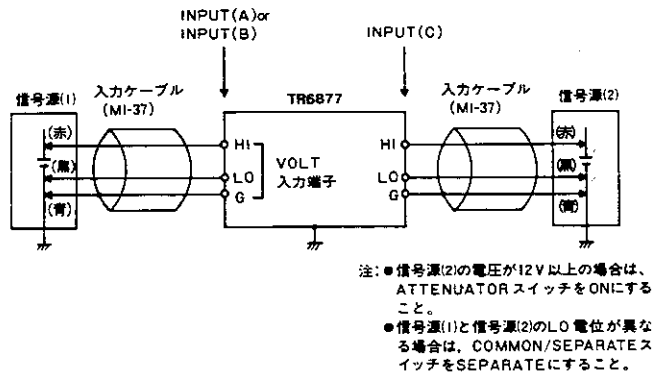 INPUT(A)or
INPUT(B)
INPUT(C)
信号源(1)
入力ケーブル
(MI-37)
TR6877
入力ケーブル
(MI-37)
信号源(2)
(赤)
(黒)
(青)
HI
LO
G
VOLT
入力端子
HI
LO
G
(赤)
(黒)
(青)
注:●信号源(2)の電圧が12V以上の場合は、
ATTENUATORスイッチをONにする
こと。
●信号源(1)と信号源(2)のLO電位が異な
る場合は、COMMON/SEPARATEス
イッチをSEPARATEにすること。